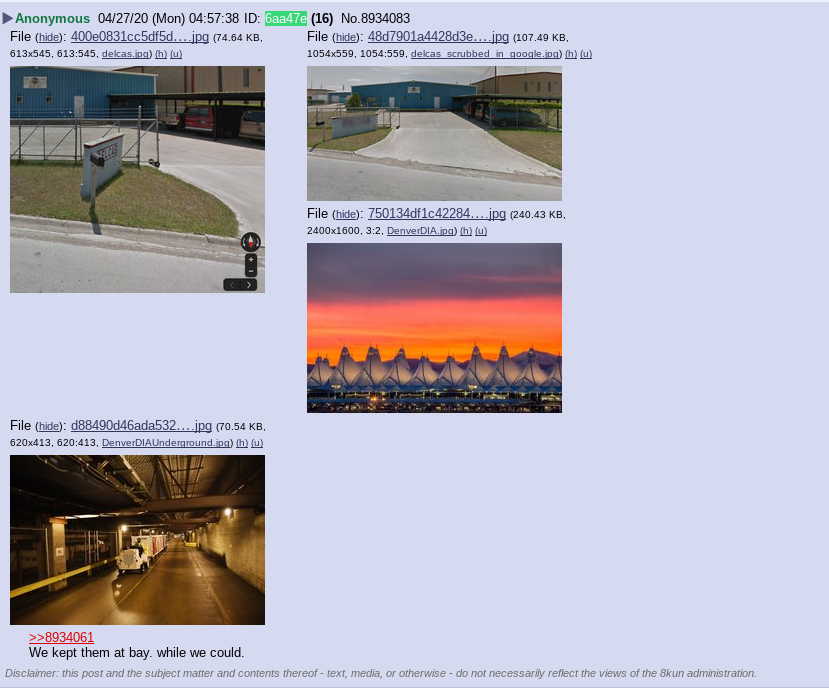 ▶Anonymous 04/27/20 (Mon) 04:57:38 ID: 6aa47e (16) No.8934083
File (hide): 400e0831cc5df5d….jpg (74.64 KB, 613x545, 613:545, delcas.jpg) (h) (u)
File (hide): 48d7901a4428d3e….jpg (107.49 KB, 1054x559, 1054:559, delcas_scrubbed_in_google.jpg) (h) (u)
ELCAS
File (hide): 750134df1c42284….jpg (240.43 KB, 2400x1600, 3:2, DenverDIA.jpg) (h) (u)
File (hide): d88490d46ada532….jpg (70.54 KB, 620x413, 620:413, DenverDIAUnderground.jpg) (h) (u)
>>8934061
We kept them at bay. while we could.
Disclaimer: this post and the subject matter and contents thereof - text, media, or otherwise - do not necessarily reflect the views of the 8kun administration.